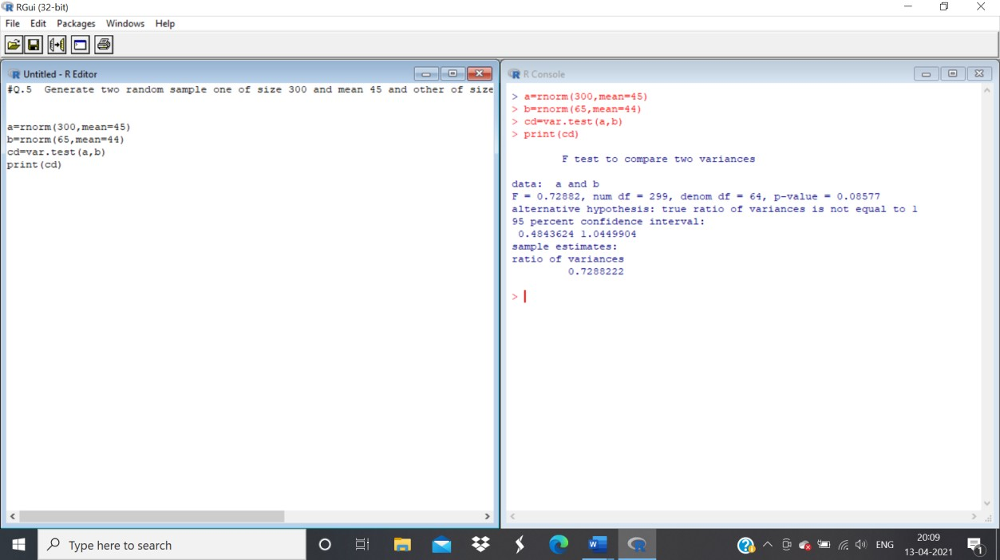 RGui (32-bit)
File Edit Packages Windows Help
Untitled - R Editor
#Q.5  Generate two random sample one of size 300 and mean 45 and other of size
a=rnorm(300,mean=45)
b=rnorm(65,mean=44)
cd=var.test(a,b)
print(cd)
R Console
> a=rnorm(300,mean=45)
> b=rnorm(65,mean=44)
> cd=var.test(a,b)
> print(cd)
F test to compare two variances
data:  a and b
F = 0.72882, num df = 299, denom df = 64, p-value = 0.08577
alternative hypothesis: true ratio of variances is not equal to 1
95 percent confidence interval:
0.4843624 1.0449904
sample estimates:
ratio of variances
0.7288222
>
Type here to search
ENG
20:09
13-04-2021
1